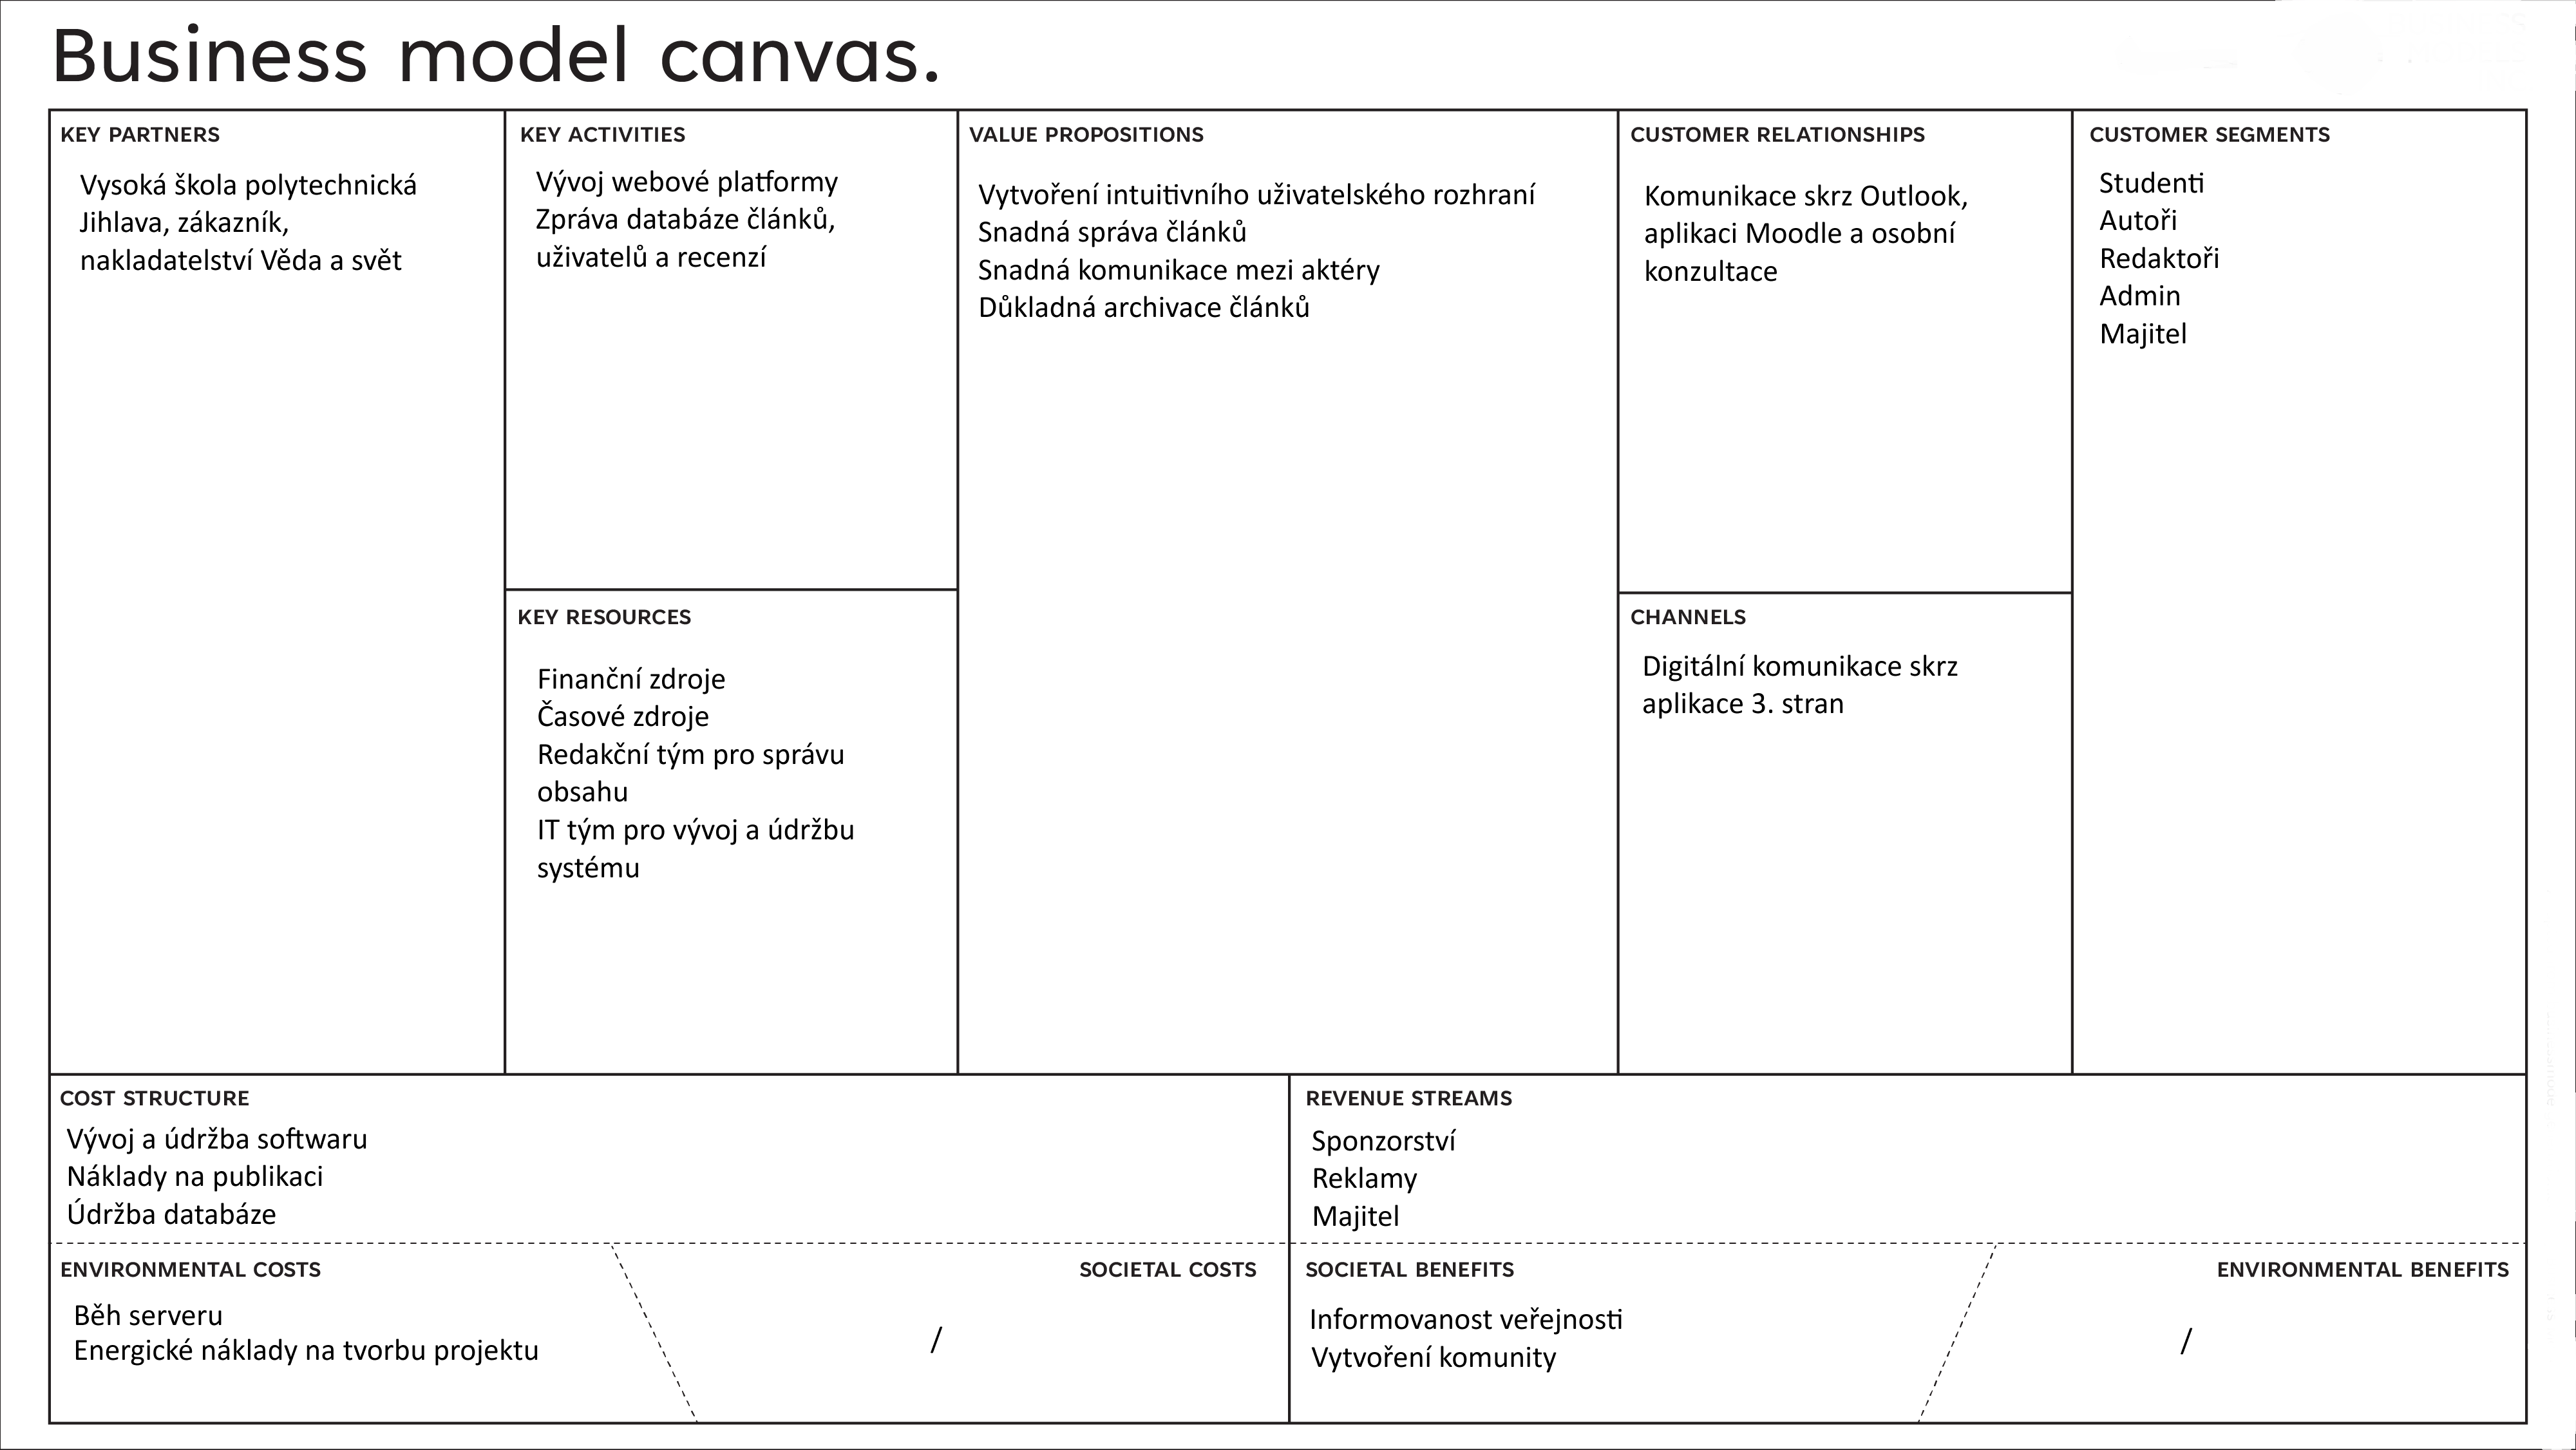 Business model canvas.
KEY PARTNERS
Vysoká škola polytechnická
Jihlava, zákazník,
nakladatelství Věda a svět
KEY ACTIVITIES
Vývoj webové platformy
Zpráva databáze článků,
uživatelů a recenzí
KEY RESOURCES
Finanční zdroje
Časové zdroje
Redakční tým pro správu
obsahu
IT tým pro vývoj a údržbu
systému
VALUE PROPOSITIONS
Vytvoření intuitivního uživatelského rozhraní
Snadná správa článků
Snadná komunikace mezi aktéry
Důkladná archivace článků
CUSTOMER RELATIONSHIPS
Komunikace skrz Outlook,
aplikaci Moodle a osobní
konzultace
CHANNELS
Digitální komunikace skrz
aplikace 3. stran
CUSTOMER SEGMENTS
Studenti
Autoři
Redaktoři
Admin
Majitel
COST STRUCTURE
Vývoj a údržba softwaru
Náklady na publikaci
Údržba databáze
REVENUE STREAMS
Sponzorství
Reklamy
Majitel
ENVIRONMENTAL COSTS
Běh serveru
Energické náklady na tvorbu projektu
SOCIETAL COSTS
/
SOCIETAL BENEFITS
Informovanost veřejnosti
Vytvoření komunity
ENVIRONMENTAL BENEFITS
/